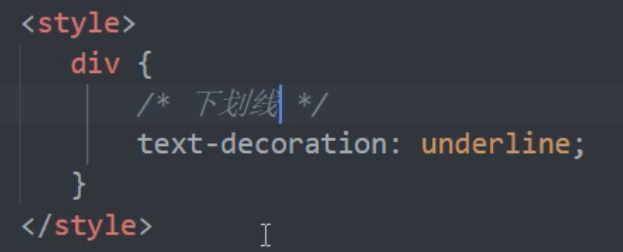 <style>
div {
/* 下划线 */
text-decoration: underline;
}
</style>